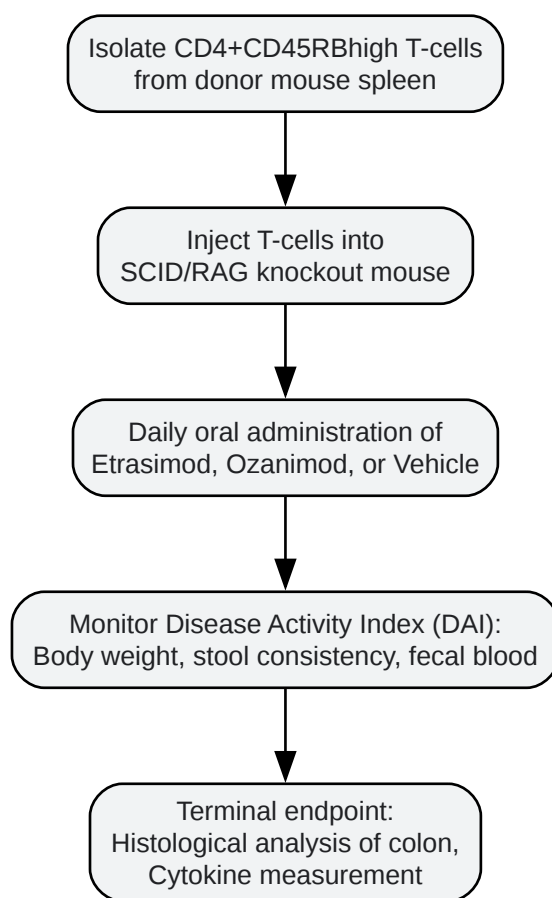 Isolate CD4+CD45RBhigh T-cells
from donor mouse spleen
Inject T-cells into
SCID/RAG knockout mouse
Daily oral administration of
Etrasimod, Ozanimod, or Vehicle
Monitor Disease Activity Index (DAI):
Body weight, stool consistency, fecal blood
Terminal endpoint:
Histological analysis of colon,
Cytokine measurement